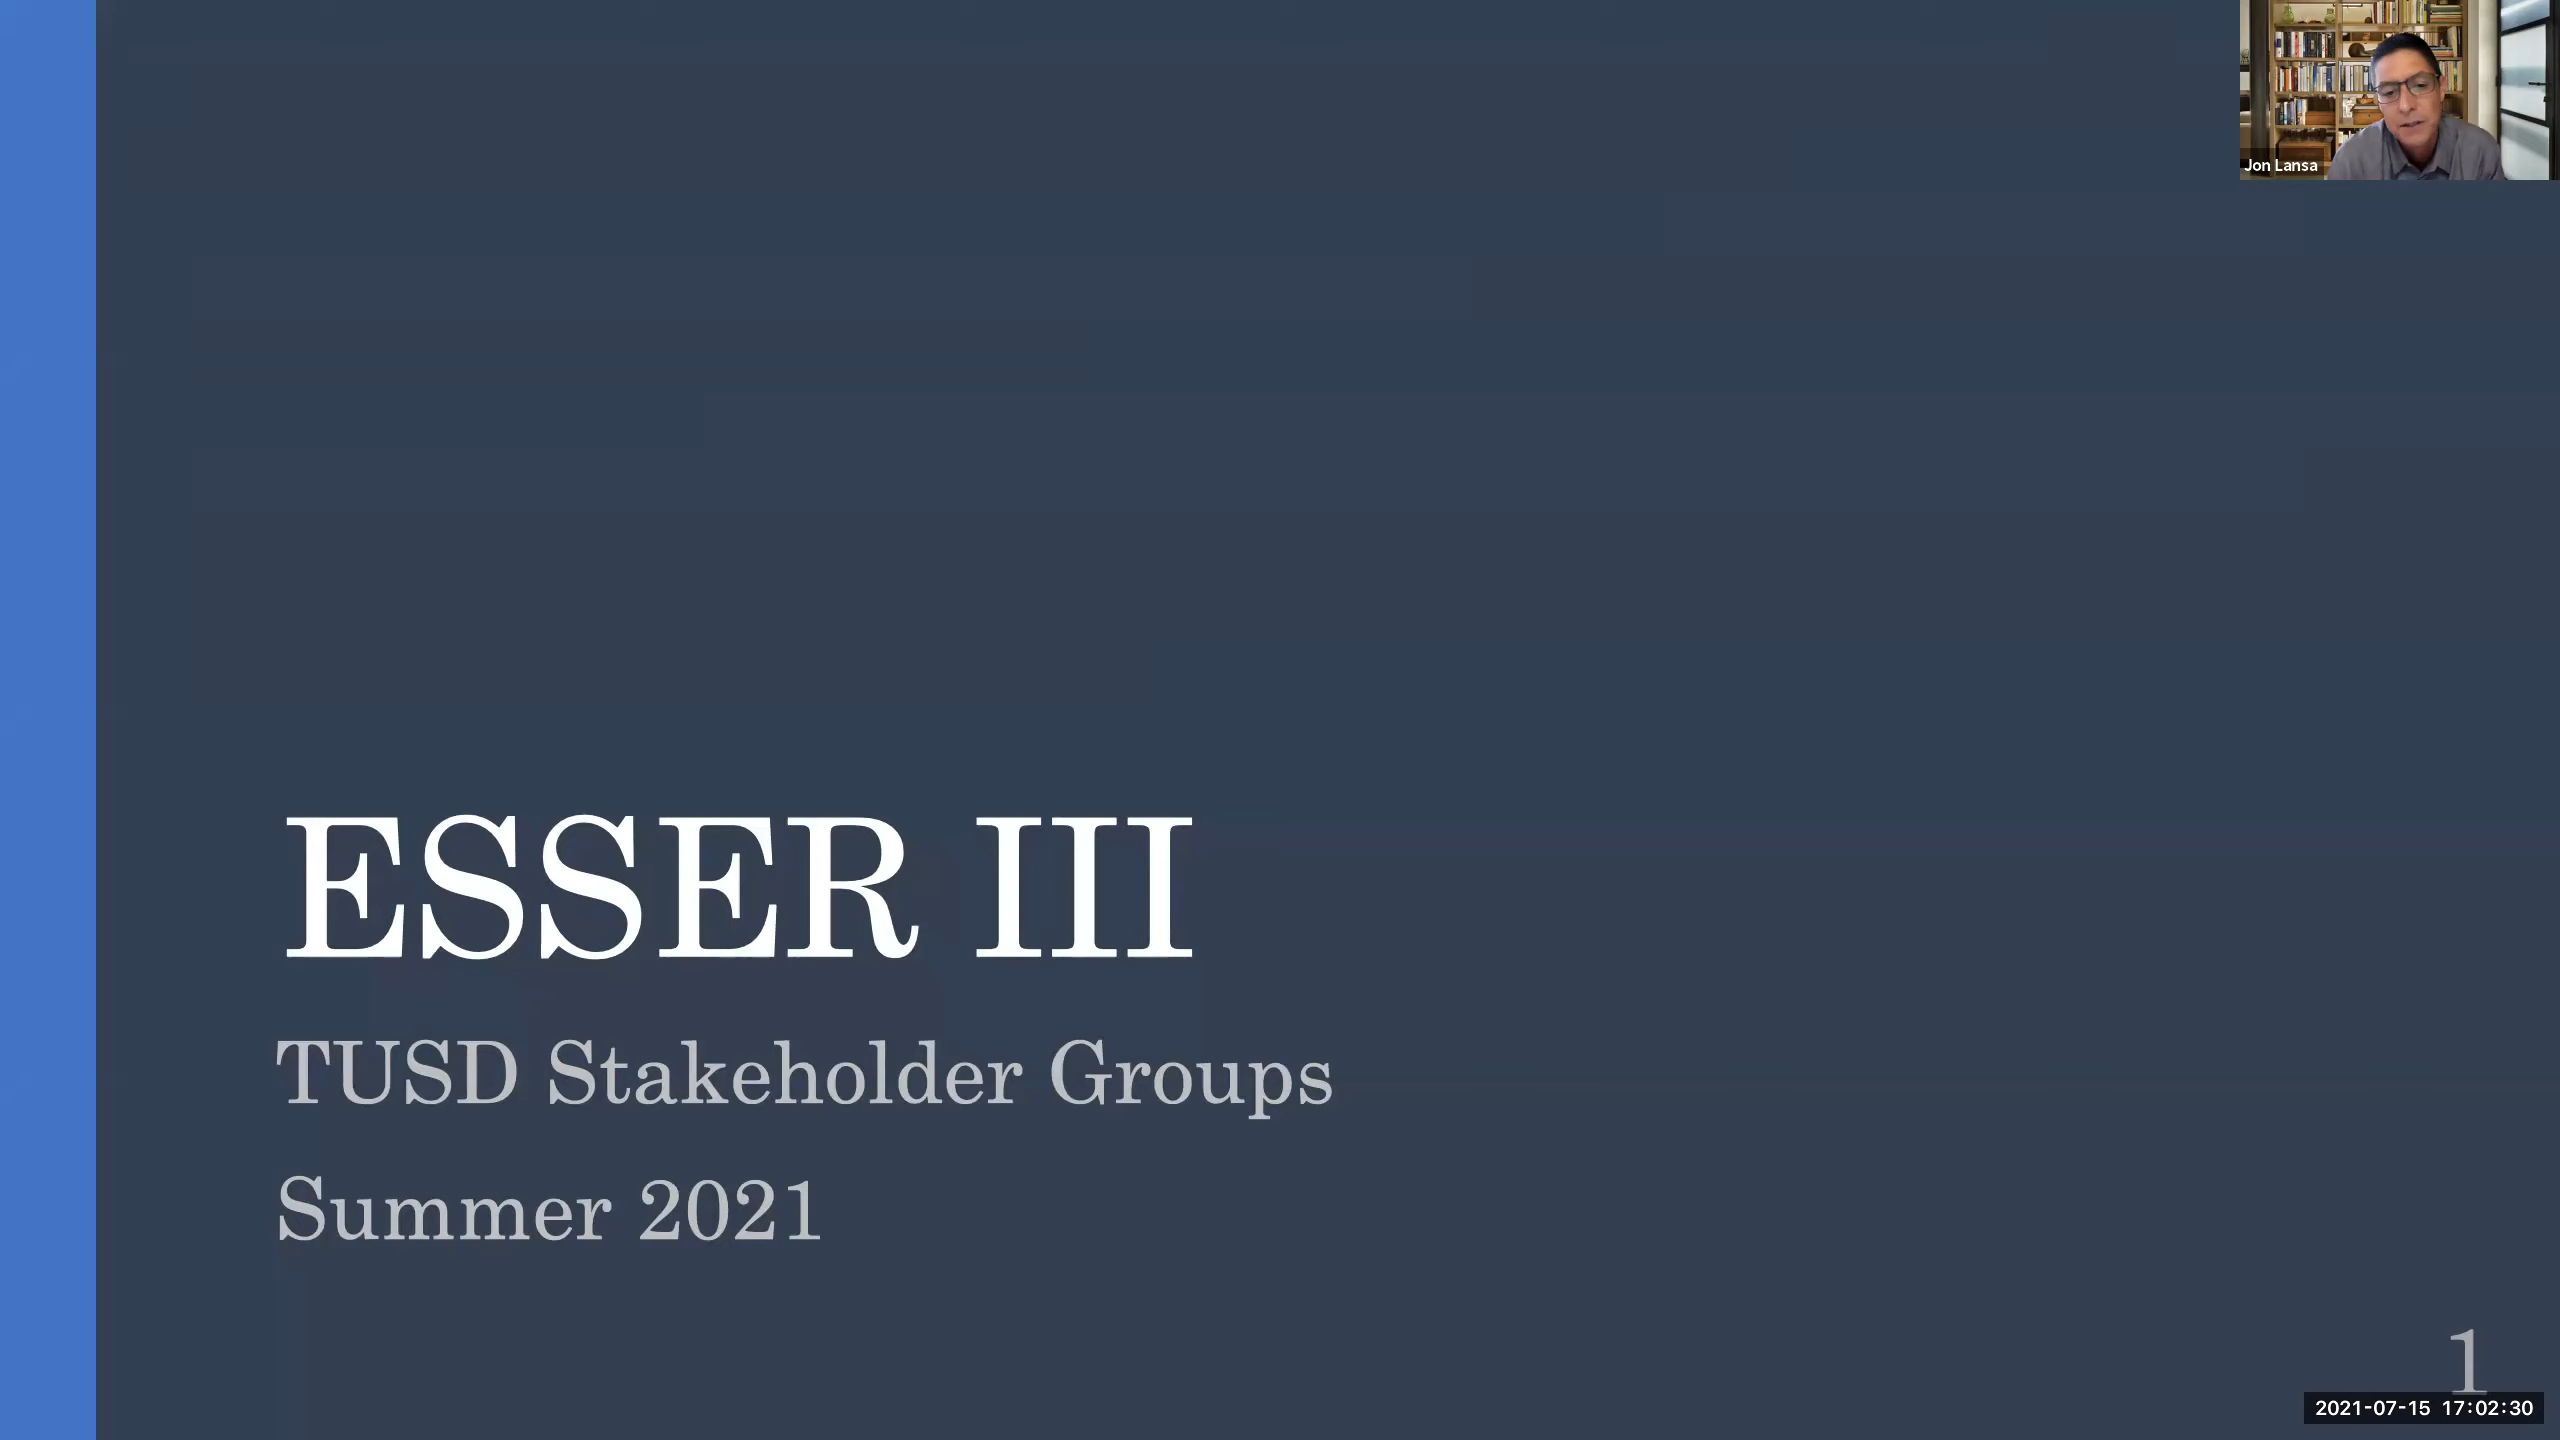 Jon Lansa
ESSER III
TUSD Stakeholder Groups
Summer 2021
1
2021-07-15 17:02:30